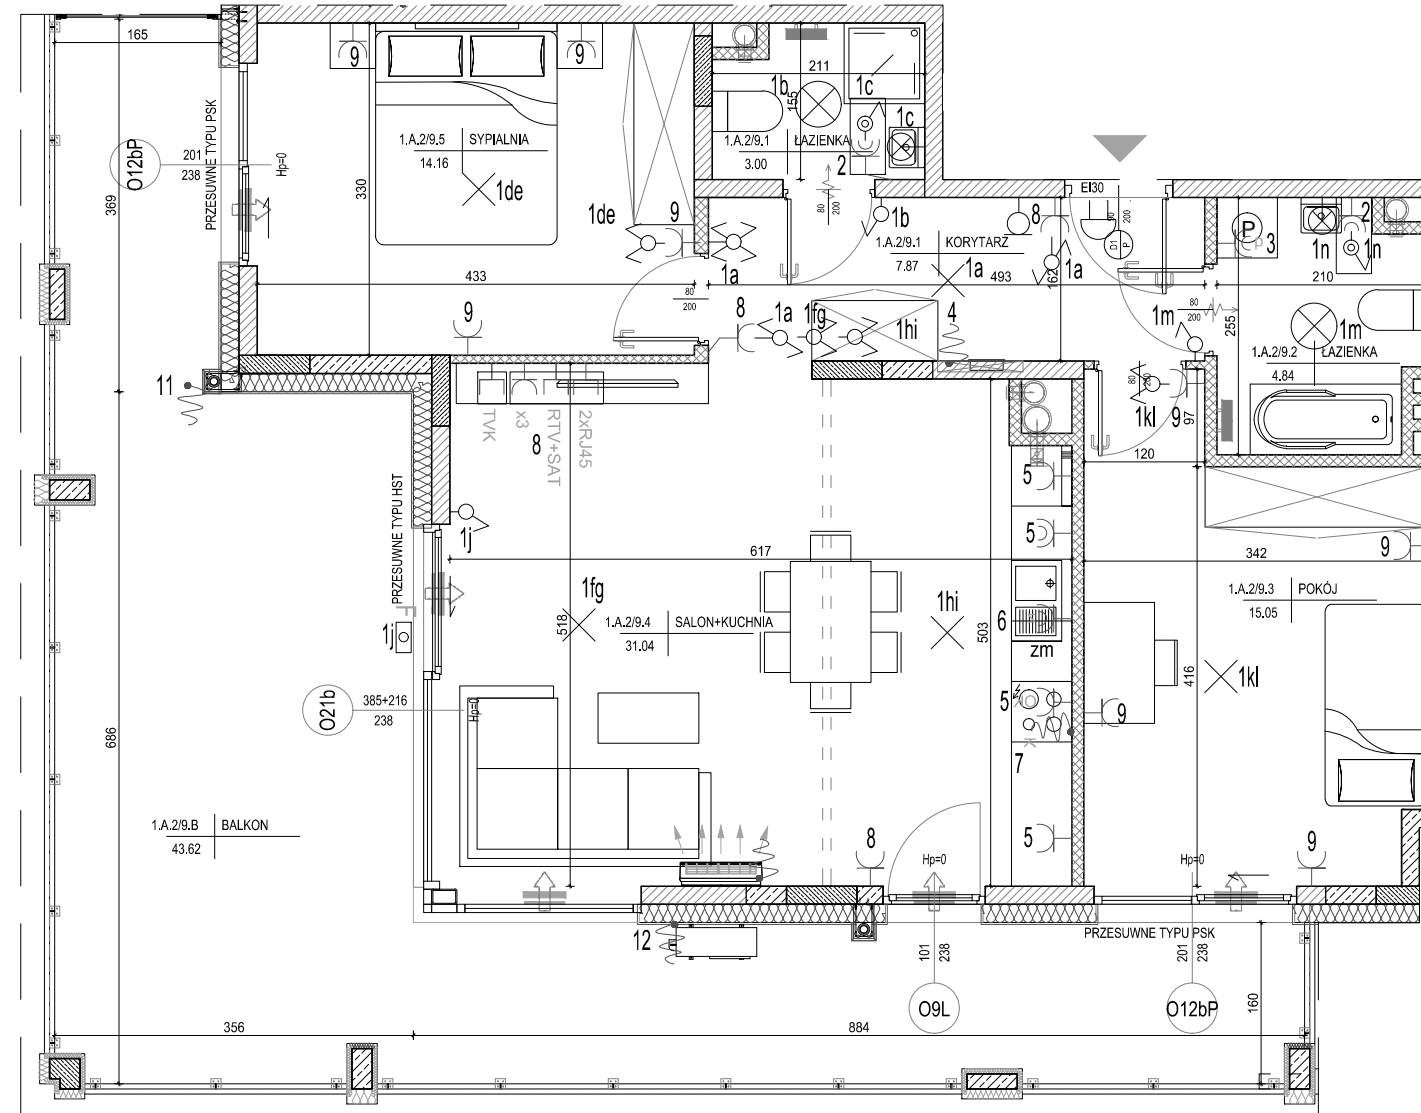 165
330
9
9
211
155
1b
1c
1c
PRZESUWNE TYPU PSK
O12bP
201
238
Hp=0
369
1.A.2/9.5 SYPIALNIA
14.16
1de
1.A.2/9.1 ŁAZIENKA
3.00
2
EI30
1de
9
1a
1b
8
1.A.2/9.1 KORYTARZ
7.87
1a
493
162
1a
90
200
D1
P
P
3
1n
2
1n
433
80
200
80
200
210
255
9
8
1a
1fg
1hi
4
1m
80
200
1m
1.A.2/9.2 ŁAZIENKA
4.84
11
TVK
x3
RTV+SAT
2xRJ45
8
80
200
1kl
9
97
120
5
5
1j
PRZESUWNE TYPU HST
617
342
9
F
1j
1fg
518
1.A.2/9.4 SALON+KUCHNIA
31.04
1hi
503
6
zm
1.A.2/9.3 POKÓJ
15.05
416
1kl
O21b
385+216
238
Hp=0
5
K
7
9
686
1.A.2/9.B BALKON
43.62
8
5
9
Hp=0
Hp=0
12
PRZESUWNE TYPU PSK
101
238
201
238
O9L
O12bP
160
356
884